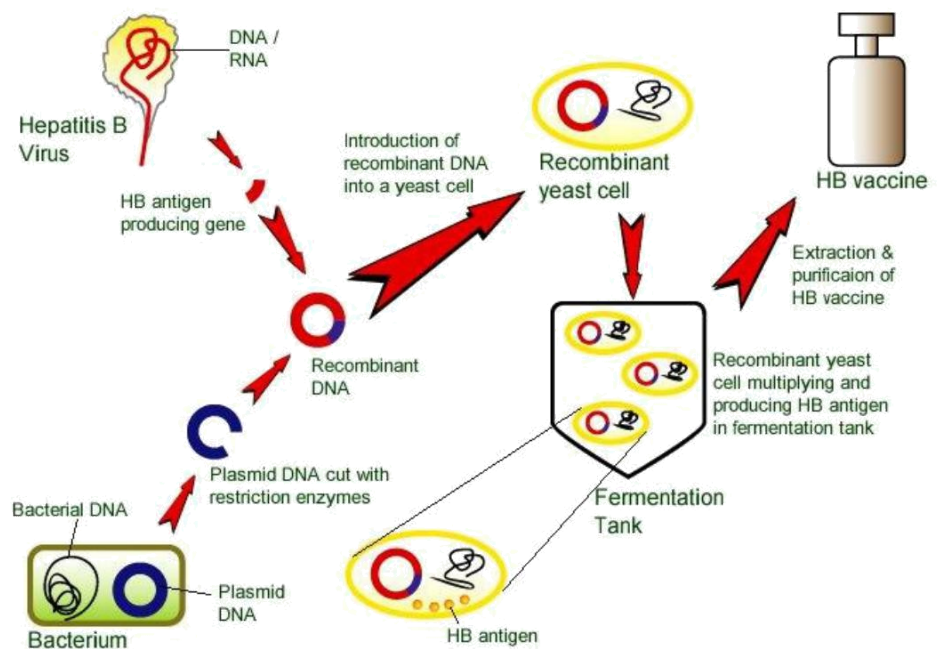 DNA /
RNA
Hepatitis B
Virus
HB antigen
producing gene
Introduction of
recombinant DNA
into a yeast cell
Recombinant
yeast cell
HB vaccine
Extraction &
purificaion of
HB vaccine
Recombinant
DNA
Recombinant yeast
cell multiplying and
producing HB antigen
in fermentation tank
Plasmid DNA cut with
restriction enzymes
Fermentation
Tank
Bacterial DNA
Plasmid
DNA
Bacterium
HB antigen